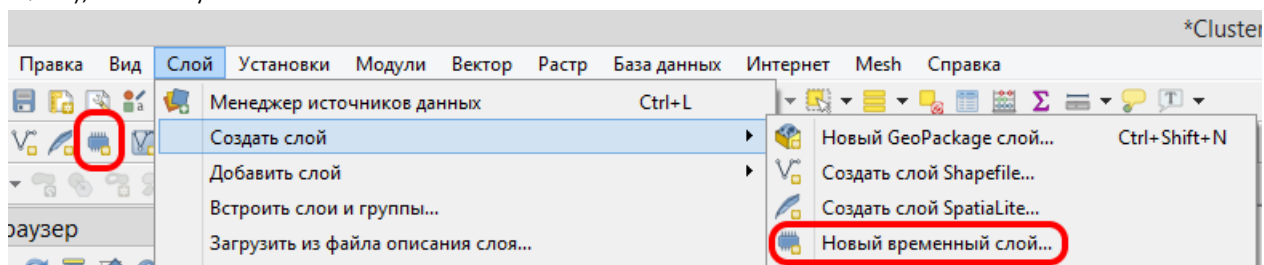 *Cluster
Правка Вид Слой Установки Модули Вектор Растр База данных Интернет Mesh Справка
Менеджер источников данных Ctrl+L
Создать слой
Новый GeoPackage слой... Ctrl+Shift+N
Добавить слой
Создать слой Shapefile...
Встроить слои и группы...
Создать слой SpatiaLite...
раузер
Загрузить из файла описания слоя...
Новый временный слой...